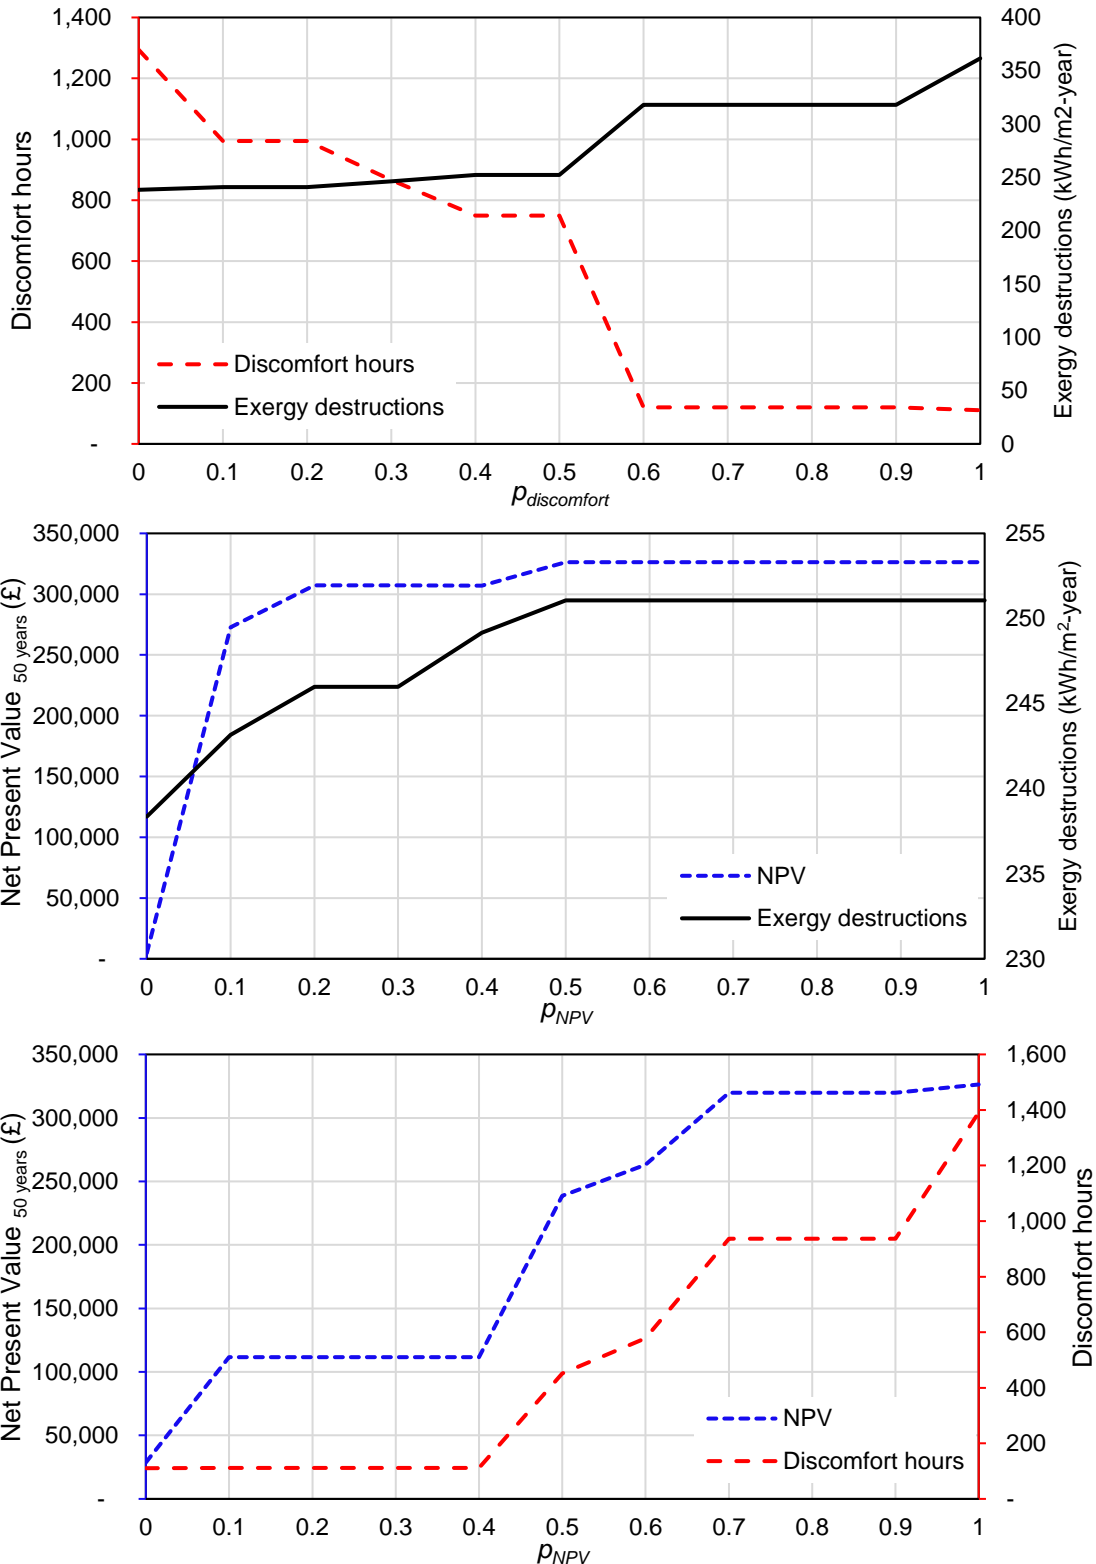 1,400
1,200
1,000
800
600
400
200
-
Discomfort hours
400
350
300
250
200
150
100
50
0
Exergy destructions (kWh/m2-year)
Discomfort hours
Exergy destructions
0 0.1 0.2 0.3 0.4 0.5 0.6 0.7 0.8 0.9 1
p_discomfort
350,000
300,000
250,000
200,000
150,000
100,000
50,000
-
Net Present Value 50 years (£)
255
250
245
240
235
230
Exergy destructions (kWh/m²-year)
NPV
Exergy destructions
0 0.1 0.2 0.3 0.4 0.5 0.6 0.7 0.8 0.9 1
p_NPV
350,000
300,000
250,000
200,000
150,000
100,000
50,000
-
Net Present Value 50 years (£)
1,600
1,400
1,200
1,000
800
600
400
200
-
Discomfort hours
NPV
Discomfort hours
0 0.1 0.2 0.3 0.4 0.5 0.6 0.7 0.8 0.9 1
p_NPV